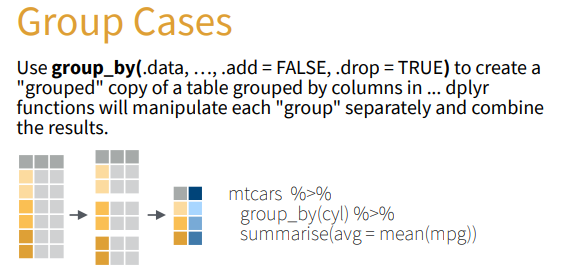 Group Cases
Use group_by(.data, ..., .add = FALSE, .drop = TRUE) to create a
"grouped" copy of a table grouped by columns in ... dplyr
functions will manipulate each "group" separately and combine
the results.
mtcars %>%
group_by(cyl) %>%
summarise(avg = mean(mpg))